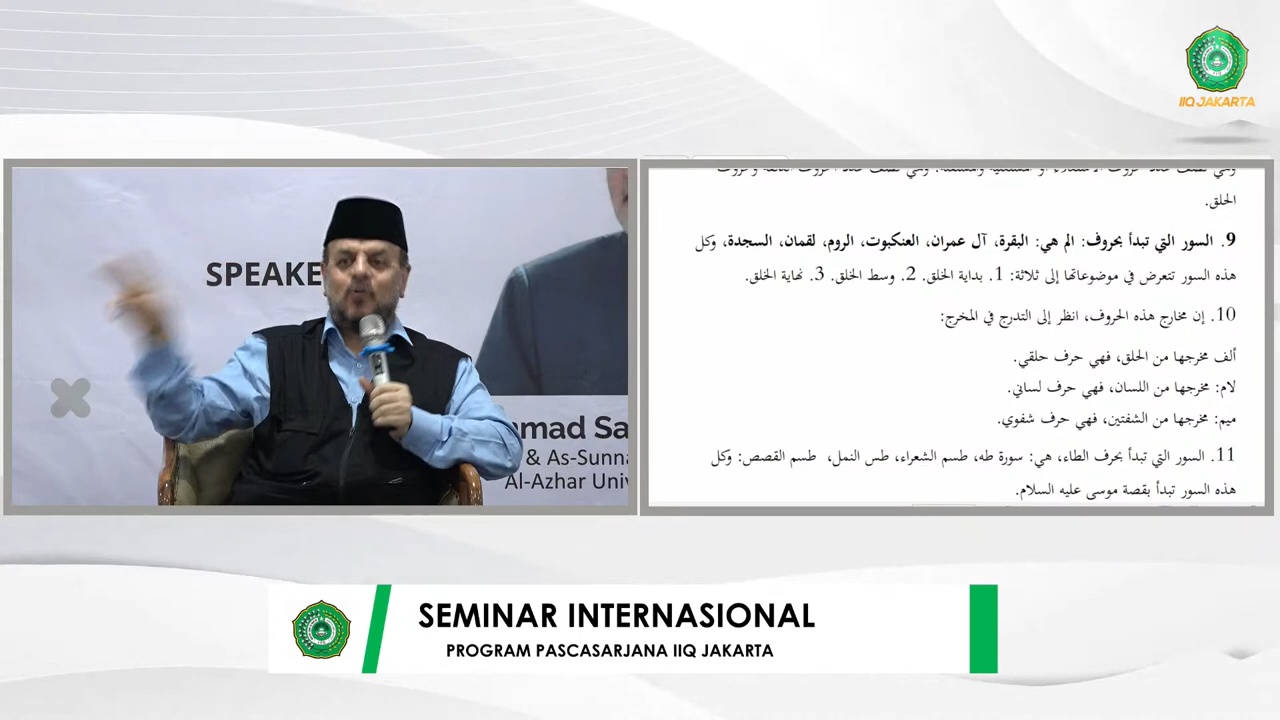 IIQ JAKARTA
SPEAKE
mad Sa
& As-Sunna
Al-Azhar Univ
الخلق.
9. السور التي تبدأ بحروف: الم هي: البقرة، آل عمران، العنكبوت، الروم، لقمان، السجدة، وكل
هذه السور تتعرض في موضوعاتها إلى ثلاثة: 1. بداية الخلق. 2. وسط الخلق. 3. نهاية الخلق.
10. إن مخارج هذه الحروف، انظر إلى التدرج في المخرج:
ألف مخرجها من الحلق، فهي حرف حلقي.
لام: مخرجها من اللسان، فهي حرف لساني.
ميم: مخرجها من الشفتين، فهي حرف شفوي.
11. السور التي تبدأ بحرف الطاء، هي: سورة طه، طسم الشعراء، طس النمل، طسم القصص: وكل
هذه السور تبدأ بقصة موسى عليه السلام.
SEMINAR INTERNASIONAL
PROGRAM PASCASARJANA IIQ JAKARTA